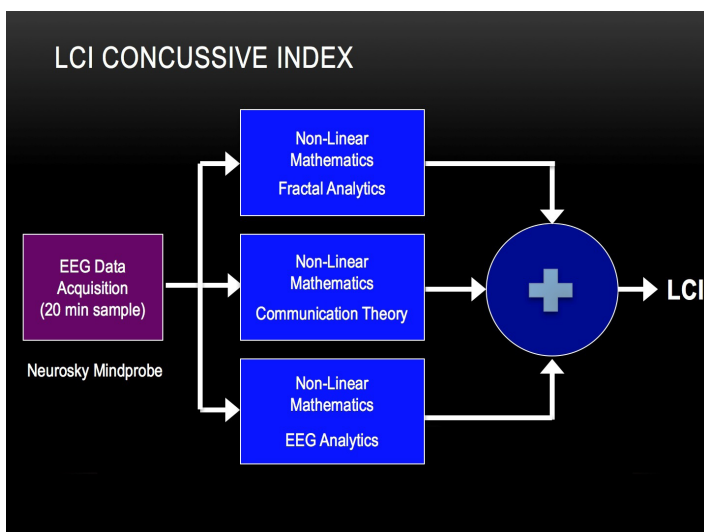 LCI CONCUSSIVE INDEX
Non-Linear
Mathematics
Fractal Analytics
EEG Data
Acquisition
(20 min sample)
Neurosky Mindprobe
Non-Linear
Mathematics
Communication Theory
Non-Linear
Mathematics
EEG Analytics
LCI